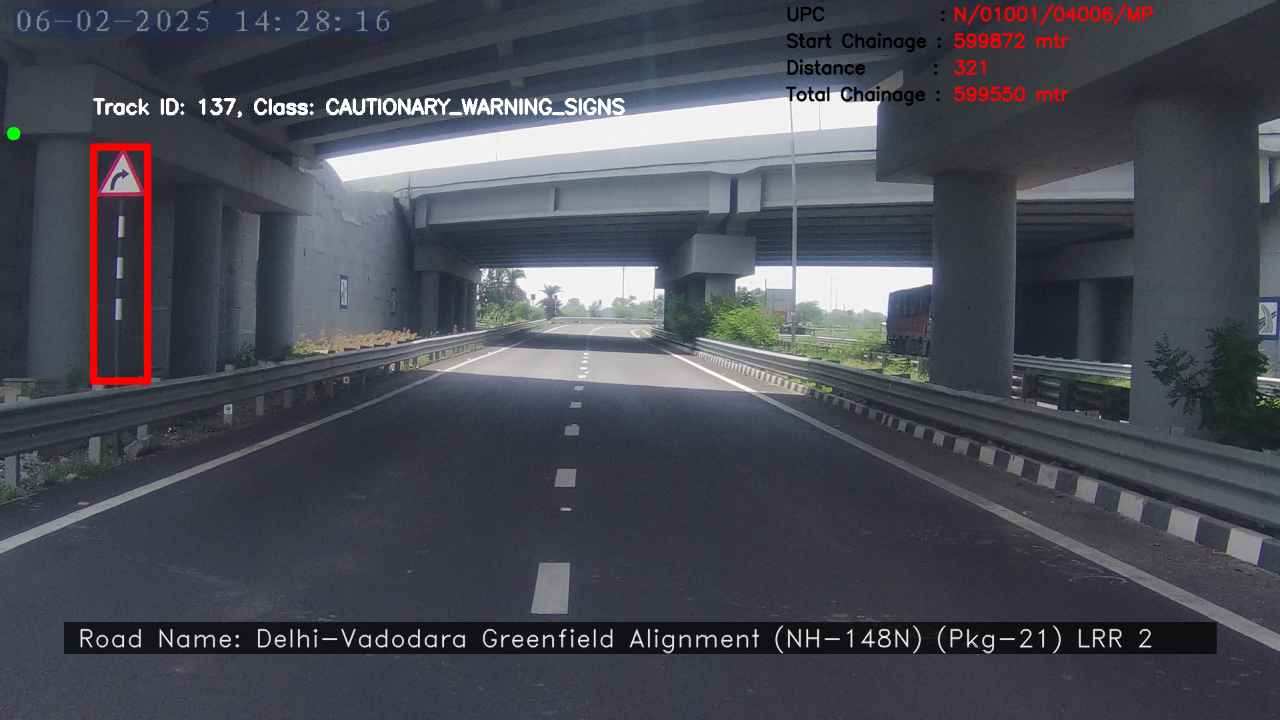 06-02-2025 14:28:16
UPC : N/01001/04006/MP
Start Chainage : 599872 mtr
Distance : 321
Total Chainage : 599550 mtr
Track ID: 137, Class: CAUTIONARY_WARNING_SIGNS
Road Name: Delhi-Vadodara Greenfield Alignment (NH-148N) (Pkg-21) LRR 2